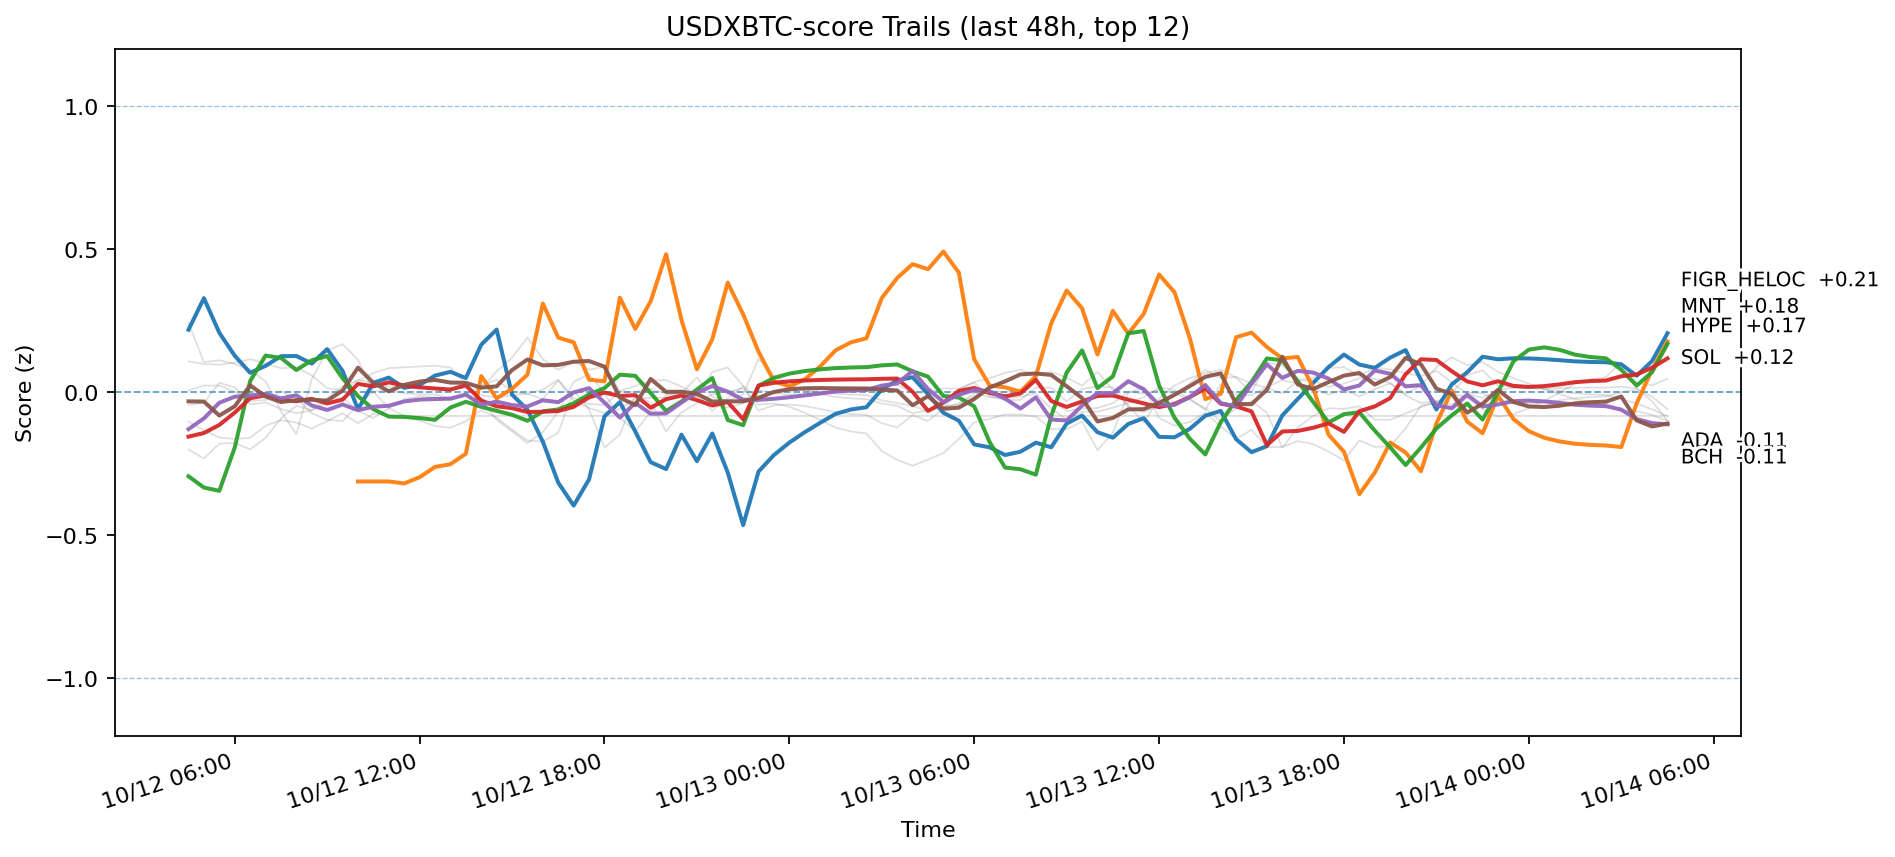 USDXBTC-score Trails (last 48h, top 12)
1.0
0.5
0.0
−0.5
−1.0
Score (z)
FIGR_HELOC +0.21
MNT +0.18
HYPE +0.17
SOL +0.12
ADA -0.11
BCH -0.11
10/12 06:00
10/12 12:00
10/12 18:00
10/13 00:00
10/13 06:00
10/13 12:00
10/13 18:00
10/14 00:00
10/14 06:00
Time